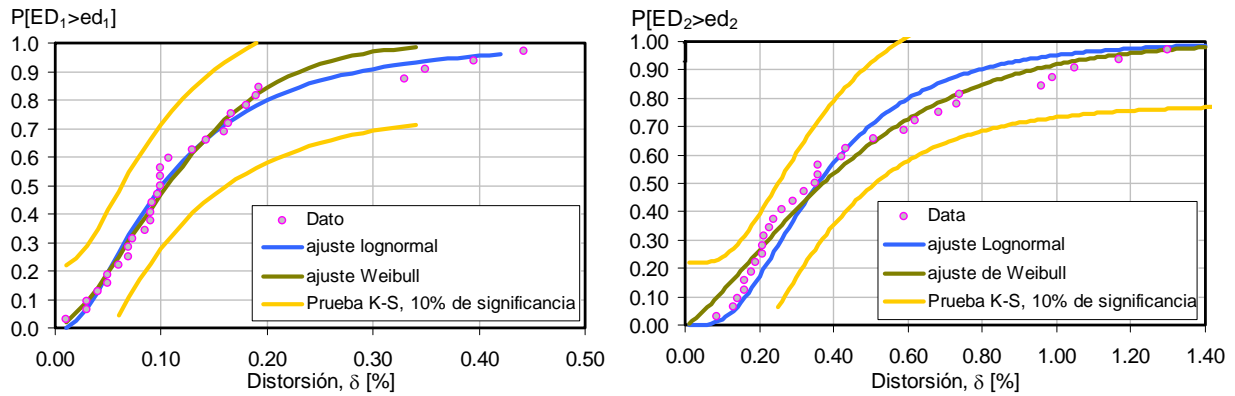 P[ED1>ed1]
1.0
0.9
0.8
0.7
0.6
0.5
0.4
0.3
0.2
0.1
0.0
Dato
ajuste lognormal
ajuste Weibull
Prueba K-S, 10% de significancia
0.00 0.10 0.20 0.30 0.40 0.50
Distorsión, δ [%]
P[ED2>ed2
1.00
0.90
0.80
0.70
0.60
0.50
0.40
0.30
0.20
0.10
0.00
Data
ajuste Lognormal
ajuste de Weibull
Prueba K-S, 10% de significancia
0.00 0.20 0.40 0.60 0.80 1.00 1.20 1.40
Distorsión, δ [%]